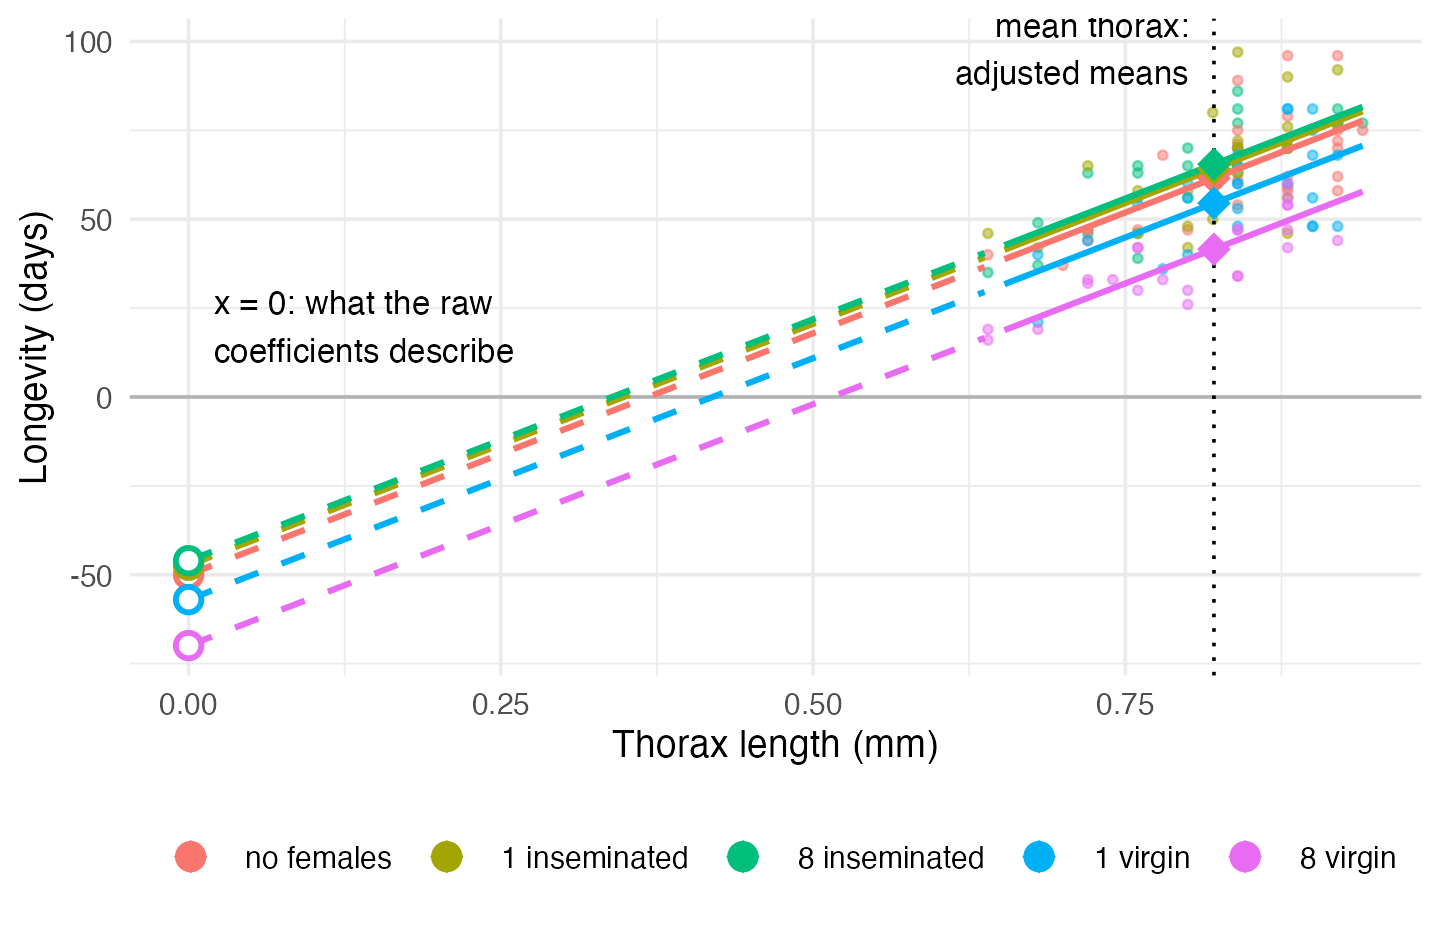 mean thorax:
adjusted means
x = 0: what the raw
coefficients describe
Longevity (days)
100
50
0
-50
0.00
0.25
0.50
0.75
Thorax length (mm)
no females
1 inseminated
8 inseminated
1 virgin
8 virgin